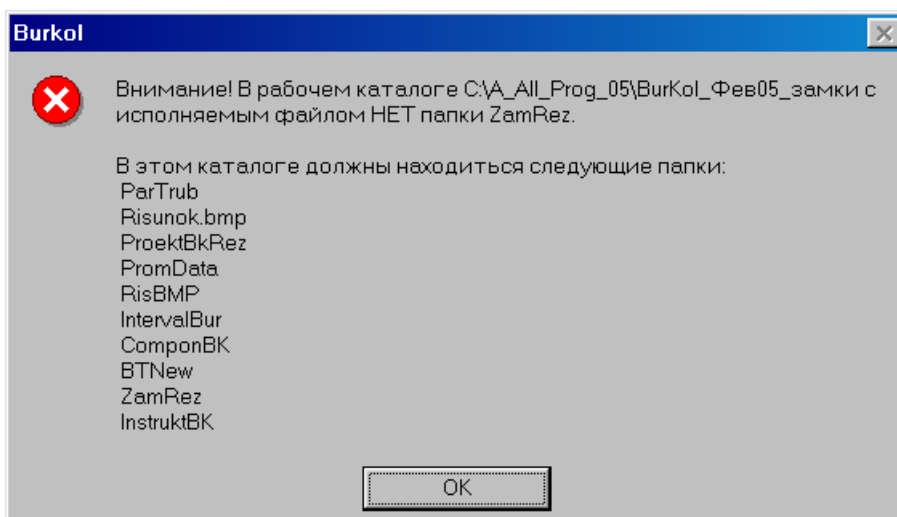 Burkol
Внимание! В рабочем каталоге C:\A_All_Prog_05\BurKol_Фев05_замки с
исполняемым файлом НЕТ папки ZamRez.
В этом каталоге должны находиться следующие папки:
ParTrub
Risunok.bmp
ProektBkRez
PromData
RisBMP
IntervalBur
ComponBK
BTNew
ZamRez
InstruktBK
OK